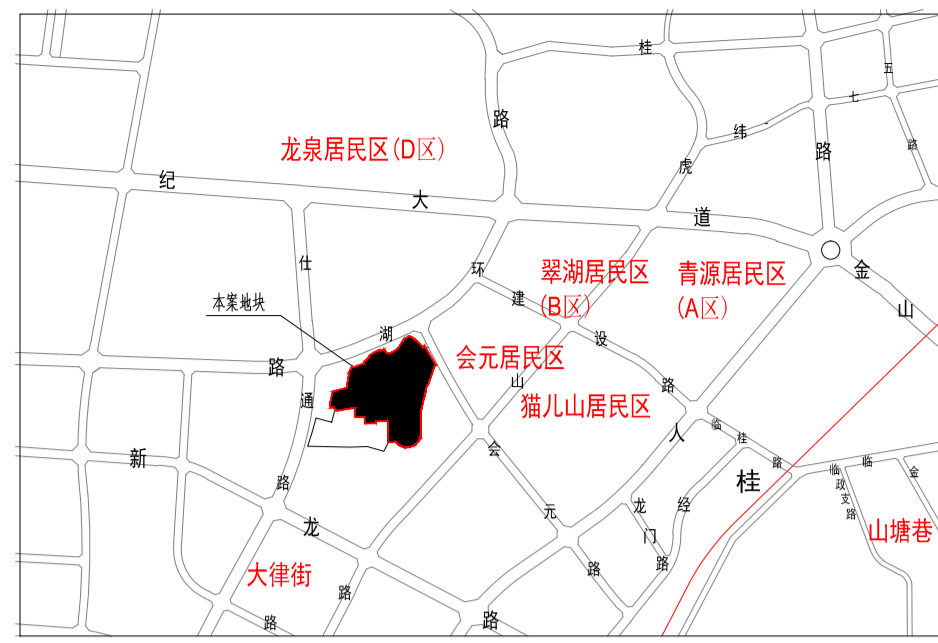 桂
五
七
路
纬
路
路
虎
龙泉居民区(D区)
纪
大
道
仕
环
翠湖居民区
(B区)
青源居民区
(A区)
金
山
建
本案地块
湖
设
会元居民区
路
山
路
通
猫儿山居民区
临
桂
路
人
新
会
临
金
桂
临
政
支
路
路
元
龙
门
路
经
龙
山塘巷
大律街
路
路
路
路